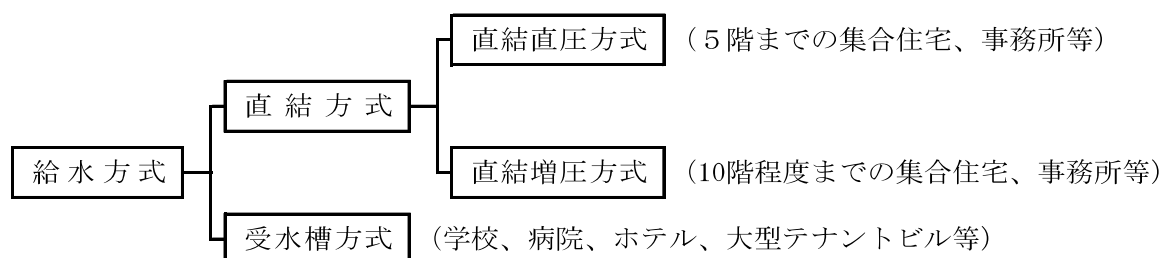 直結直圧方式 (5階までの集合住宅、事務所等)
直結方式
給水方式
直結増圧方式 (10階程度までの集合住宅、事務所等)
受水槽方式 (学校、病院、ホテル、大型テナントビル等)